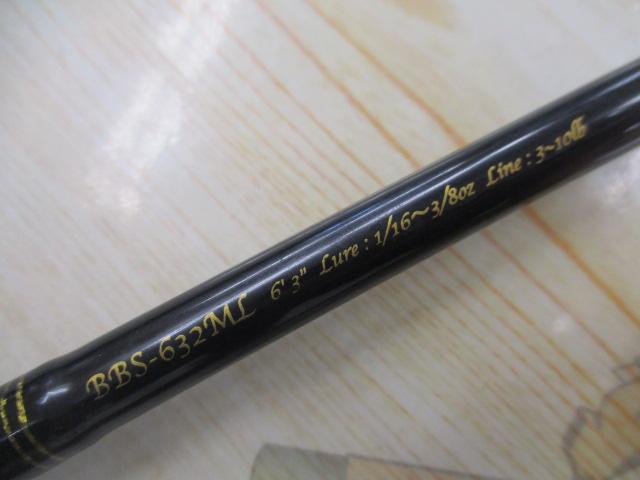 BBS-632ML 6' 3" Lure : 1/16～3/8oz Line : 3~10lb